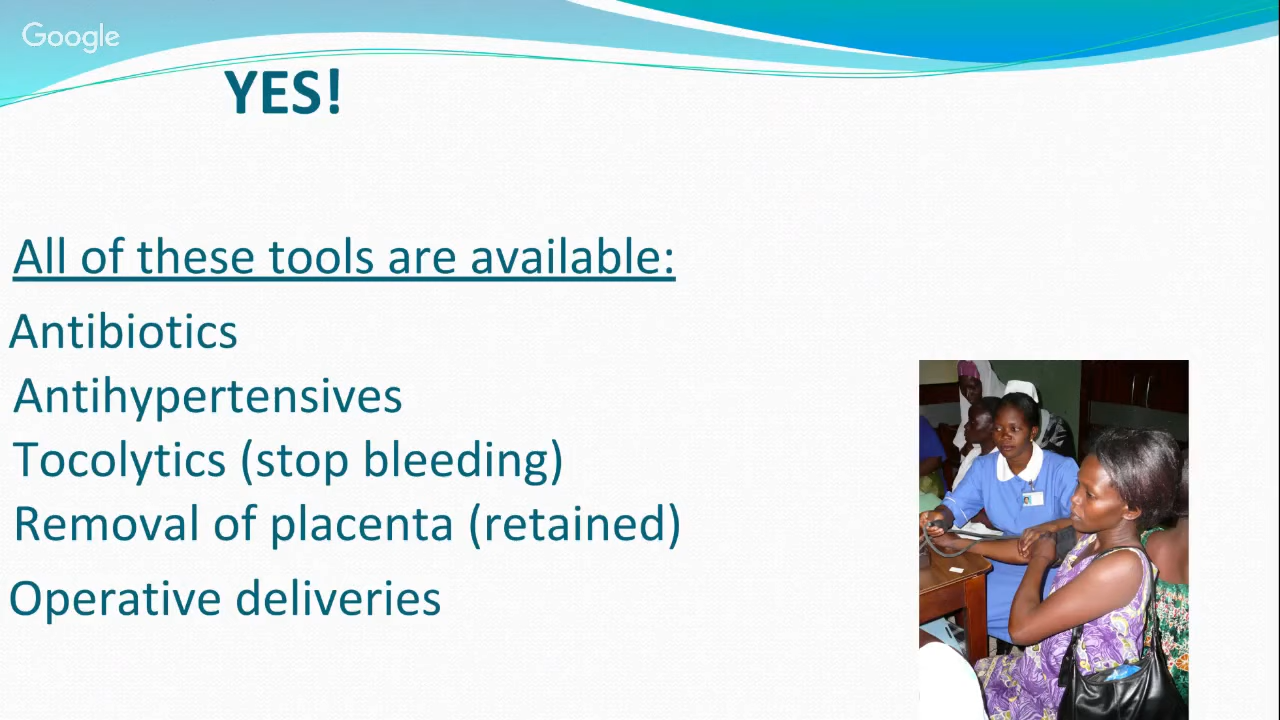 Google
YES!
All of these tools are available:
Antibiotics
Antihypertensives
Tocolytics (stop bleeding)
Removal of placenta (retained)
Operative deliveries